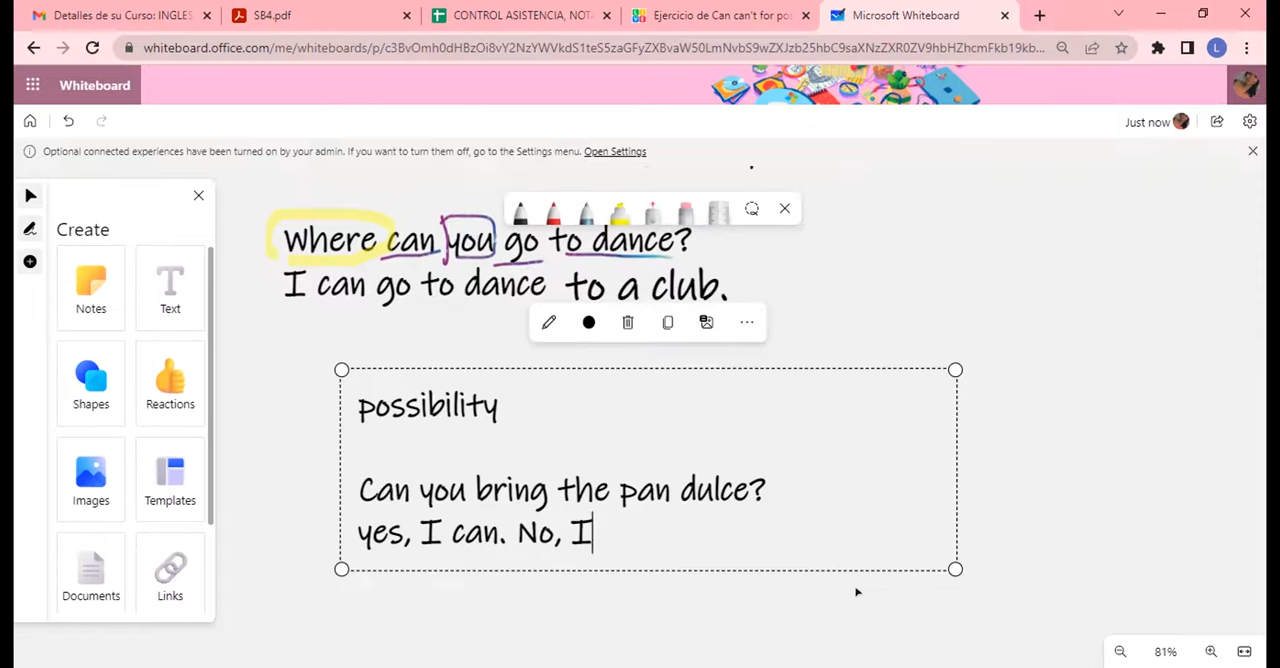 Detalles de su Curso: INGLES
SB4.pdf
CONTROL ASISTENCIA, NOTA
Ejercicio de Can can't for pos
Microsoft Whiteboard
whiteboard.office.com/me/whiteboards/p/c3BvOmh0dHBzOi8vY2NzYWVkdS1teS5zaGFyZXBvaW50LmNvbS9wZXJzb25hbC9saXNzZXR0ZV9hbHZhcmFkb19kb...
L
Whiteboard
Just now
Optional connected experiences have been turned on by your admin. If you want to turn them off, go to the Settings menu. Open Settings
Create
Notes
Text
Shapes
Reactions
Images
Templates
Documents
Links
Where can you go to dance?
I can go to dance to a club.
possibility
Can you bring the pan dulce?
yes, I can. No, I
81%